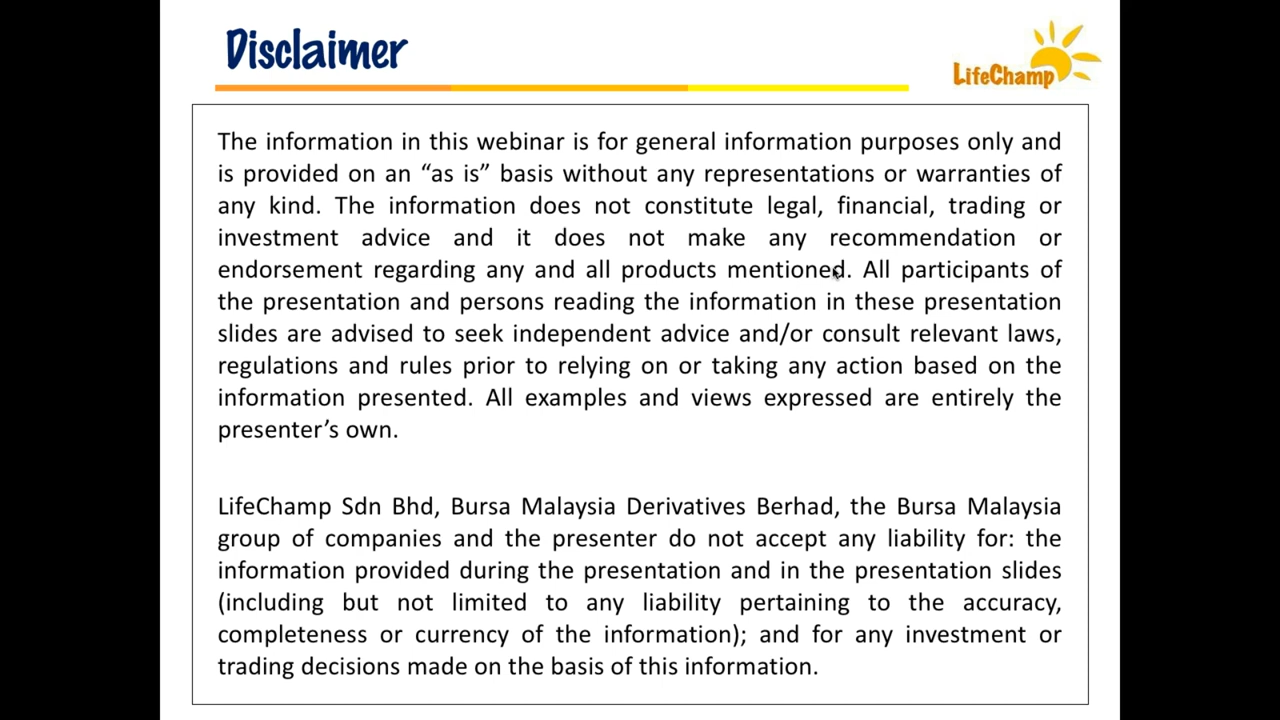 Disclaimer
LifeChamp
The information in this webinar is for general information purposes only and
is provided on an “as is” basis without any representations or warranties of
any kind. The information does not constitute legal, financial, trading or
investment advice and it does not make any recommendation or
endorsement regarding any and all products mentioned. All participants of
the presentation and persons reading the information in these presentation
slides are advised to seek independent advice and/or consult relevant laws,
regulations and rules prior to relying on or taking any action based on the
information presented. All examples and views expressed are entirely the
presenter’s own.
LifeChamp Sdn Bhd, Bursa Malaysia Derivatives Berhad, the Bursa Malaysia
group of companies and the presenter do not accept any liability for: the
information provided during the presentation and in the presentation slides
(including but not limited to any liability pertaining to the accuracy,
completeness or currency of the information); and for any investment or
trading decisions made on the basis of this information.